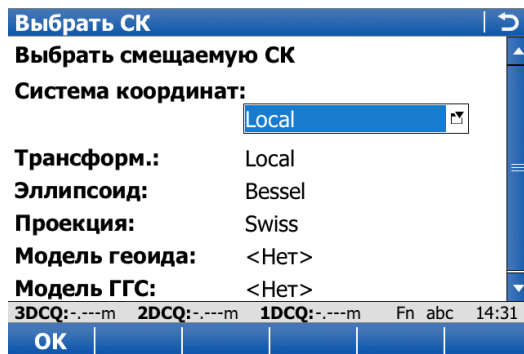 Выбрать СК
Выбрать смещаемую СК
Система координат:
Local
Трансформ.: Local
Эллипсоид: Bessel
Проекция: Swiss
Модель геоида: <Нет>
Модель ГГС: <Нет>
3DCQ:-.---m 2DCQ:-.---m 1DCQ:-.---m Fn abc 14:31
OK